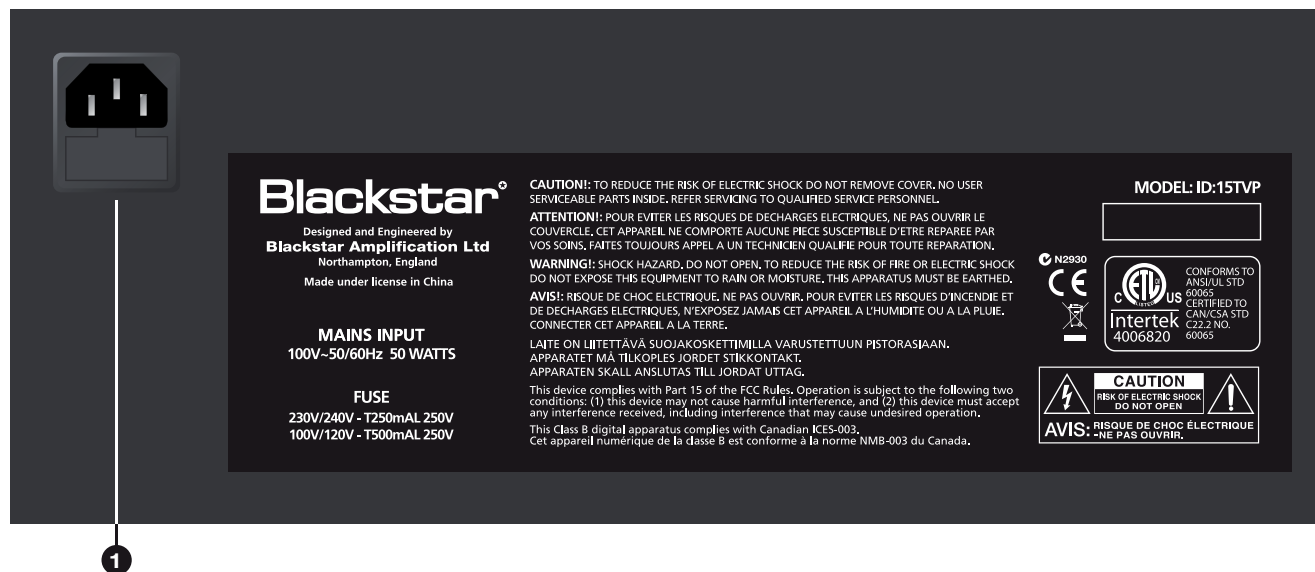 Blackstar
Designed and Engineered by
Blackstar Amplification Ltd
Northampton, England
Made under license in China
MAINS INPUT
100V~50/60Hz 50 WATTS
FUSE
230V/240V - T250mAL 250V
100V/120V - T500mAL 250V
CAUTION!: TO REDUCE THE RISK OF ELECTRIC SHOCK DO NOT REMOVE COVER. NO USER
SERVICEABLE PARTS INSIDE. REFER SERVICING TO QUALIFIED SERVICE PERSONNEL.
ATTENTION!: POUR EVITER LES RISQUES DE DECHARGES ELECTRIQUES, NE PAS OUVRIR LE
COUVERCLE. CET APPAREIL NE COMPORTE AUCUNE PIECE SUSCEPTIBLE D'ETRE REPAREE PAR
VOS SOINS. FAITES TOUJOURS APPEL A UN TECHNICIEN QUALIFIE POUR TOUTE REPARATION.
WARNING!: SHOCK HAZARD. DO NOT OPEN. TO REDUCE THE RISK OF FIRE OR ELECTRIC SHOCK
DO NOT EXPOSE THIS EQUIPMENT TO RAIN OR MOISTURE. THIS APPARATUS MUST BE EARTHED.
AVIS!: RISQUE DE CHOC ELECTRIQUE. NE PAS OUVRIR. POUR EVITER LES RISQUES D'INCENDIE ET
DE DECHARGES ELECTRIQUES, N'EXPOSEZ JAMAIS CET APPAREIL A L'HUMIDITE OU A LA PLUIE.
CONNECTER CET APPAREIL A LA TERRE.
LAITE ON LIITETTÄVÄ SUOJAKOSKETTIMILLA VARUSTETTUUN PISTORASIAAN.
APPARATET MÅ TILKOPLES JORDET STIKKONTAKT.
APPARATEN SKALL ANSLUTAS TILL JORDAT UTTAG.
This device complies with Part 15 of the FCC Rules. Operation is subject to the following two
conditions: (1) this device may not cause harmful interference, and (2) this device must accept
any interference received, including interference that may cause undesired operation.
This Class B digital apparatus complies with Canadian ICES-003.
Cet appareil numérique de la classe B est conforme à la norme NMB-003 du Canada.
MODEL: ID:15TVP
N2930
CE
C ETL US
LISTED
Intertek
4006820
CONFORMS TO
ANSI/UL STD
60065
CERTIFIED TO
CAN/CSA STD
C22.2 NO.
60065
CAUTION
RISK OF ELECTRIC SHOCK
DO NOT OPEN
AVIS: RISQUE DE CHOC ÉLECTRIQUE
-NE PAS OUVRIR.
1